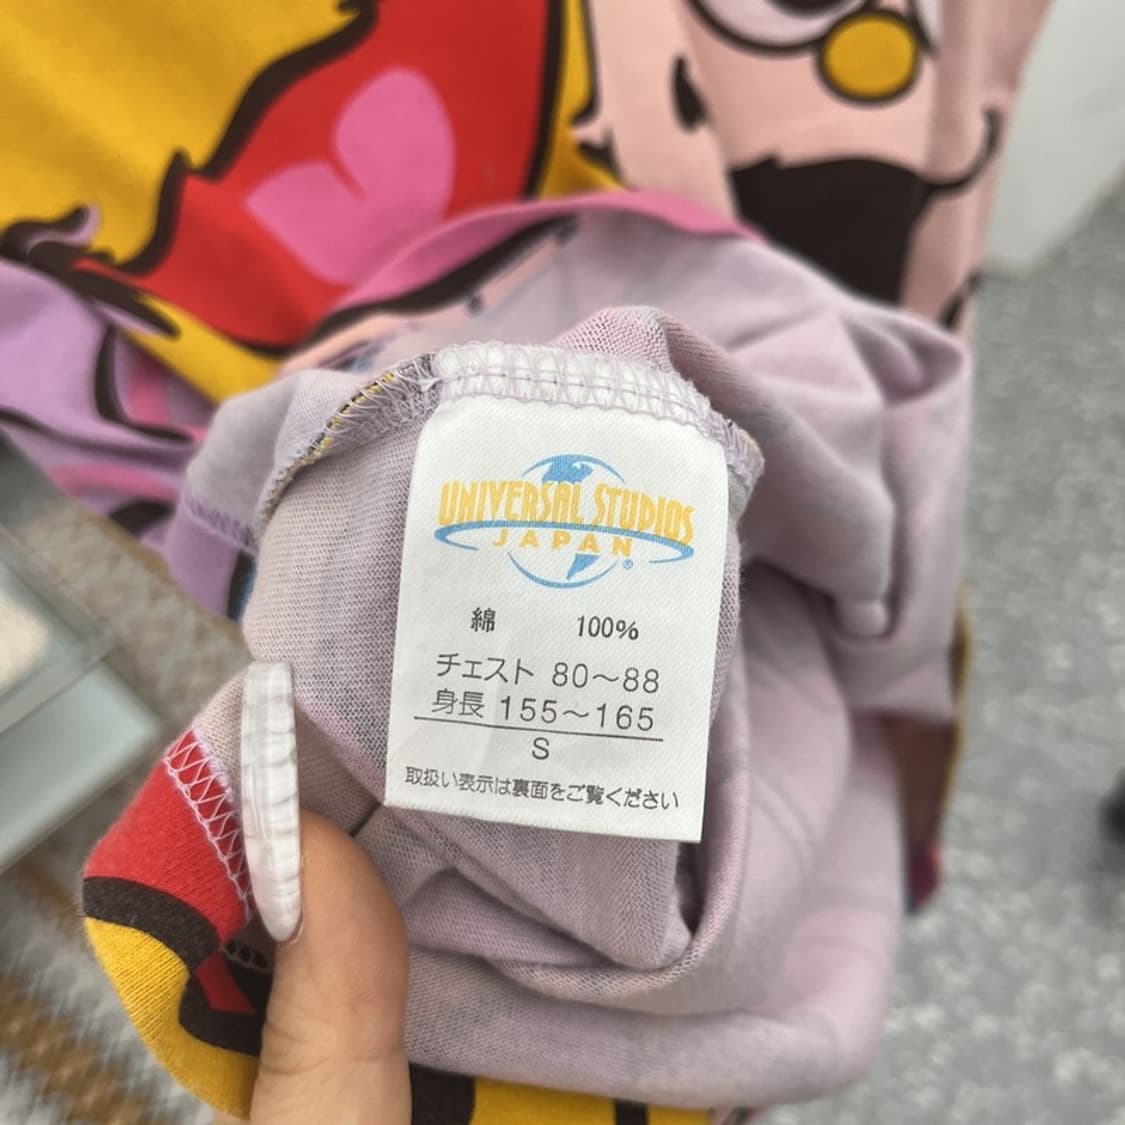 UNIVERSAL STUDIOS
JAPAN®
綿 100%
チェスト 80～88
身長 155～165
S
取扱い表示は裏面をご覧ください